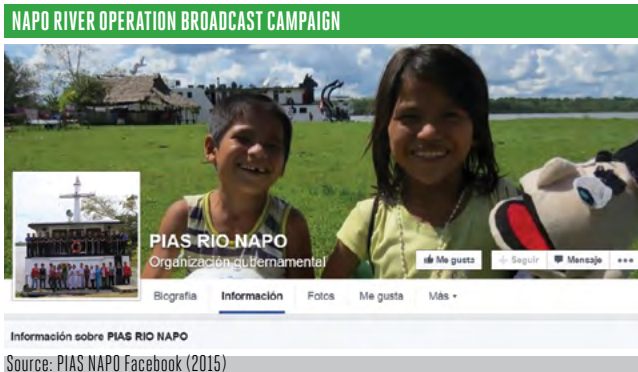 NAPO RIVER OPERATION BROADCAST CAMPAIGN
PIAS RIO NAPO
Organización gubernamental
Me gusta
Seguir
Mensaje
Biografía
Información
Fotos
Me gusta
Más
Información sobre PIAS RIO NAPO
Source: PIAS NAPO Facebook (2015)